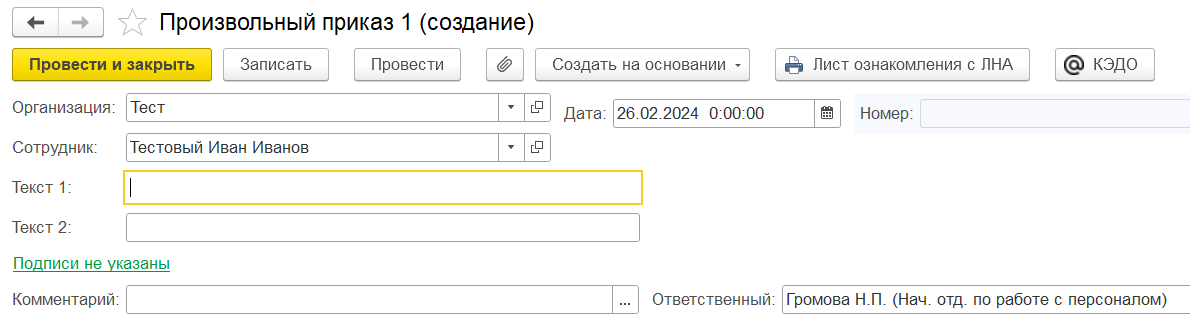 Произвольный приказ 1 (создание)
Провести и закрыть Записать Провести Создать на основании Лист ознакомления с ЛНА @ КЭДО
Организация: Тест Дата: 26.02.2024 0:00:00 Номер:
Сотрудник: Тестовый Иван Иванов
Текст 1:
Текст 2:
Подписи не указаны
Комментарий: ... Ответственный: Громова Н.П. (Нач. отд. по работе с персоналом)